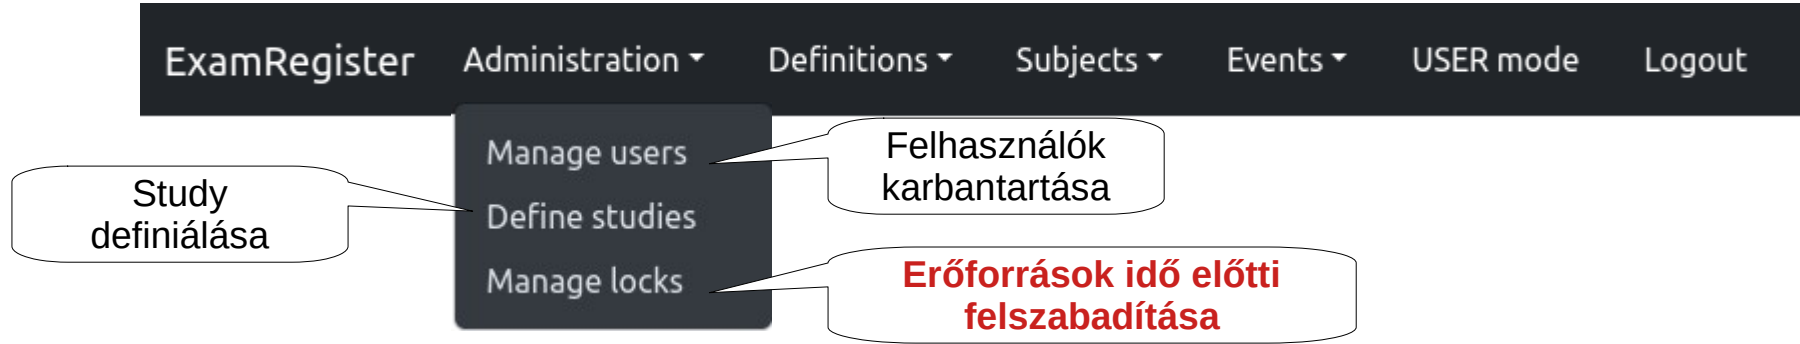 ExamRegister Administration Definitions Subjects Events USER mode Logout
Manage users
Define studies
Manage locks
Study
definiálása
Felhasználók
karbantartása
Erőforrások idő előtti
felszabadítása